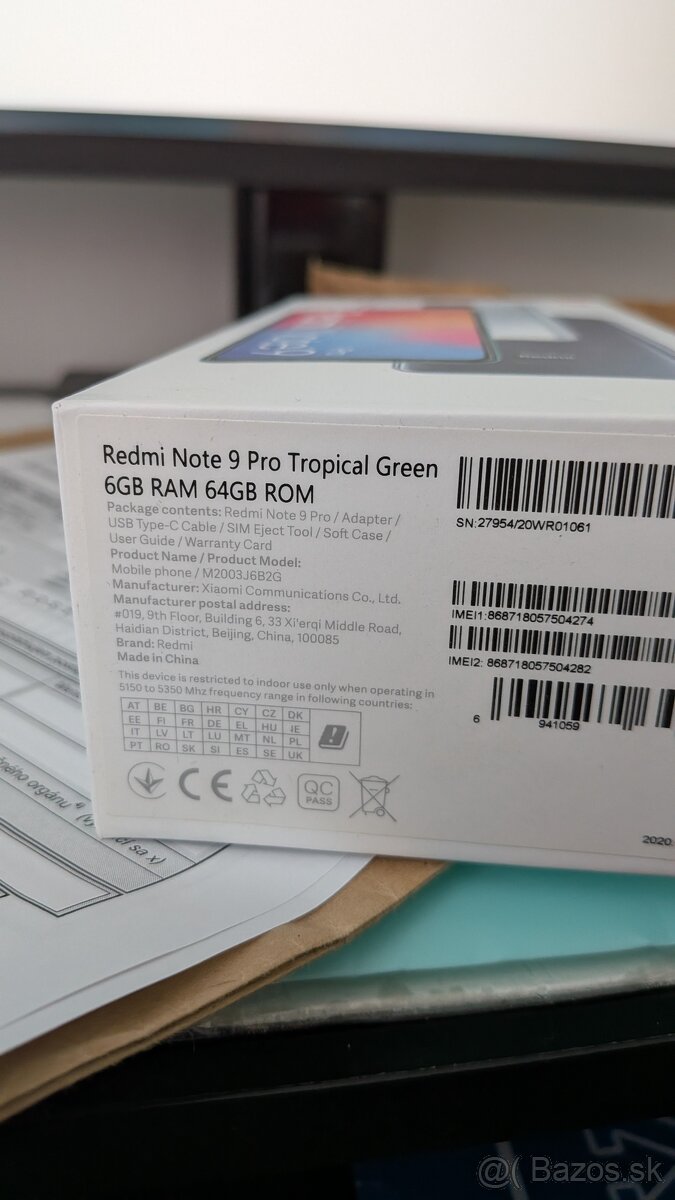 Redmi Note 9 Pro Tropical Green
6GB RAM 64GB ROM
Package contents: Redmi Note 9 Pro / Adapter /
USB Type-C Cable / SIM Eject Tool / Soft Case /
User Guide / Warranty Card
Product Name / Product Model:
Mobile phone / M2003J6B2G
Manufacturer: Xiaomi Communications Co., Ltd.
Manufacturer postal address:
#019, 9th Floor, Building 6, 33 Xi'erqi Middle Road,
Haidian District, Beijing, China, 100085
Brand: Redmi
Made in China
This device is restricted to indoor use only when operating in
5150 to 5350 Mhz frequency range in following countries:
AT BE BG HR CY CZ DK
EE FI FR DE EL HU IE
IT LV LT LU MT NL PL
PT RO SK SI ES SE UK
CE
QC
PASS
SN:27954/20WR01061
IMEI1:868718057504274
IMEI2: 868718057504282
6 941059
2020.
orgánu
sa x)
@( Bazos.sk